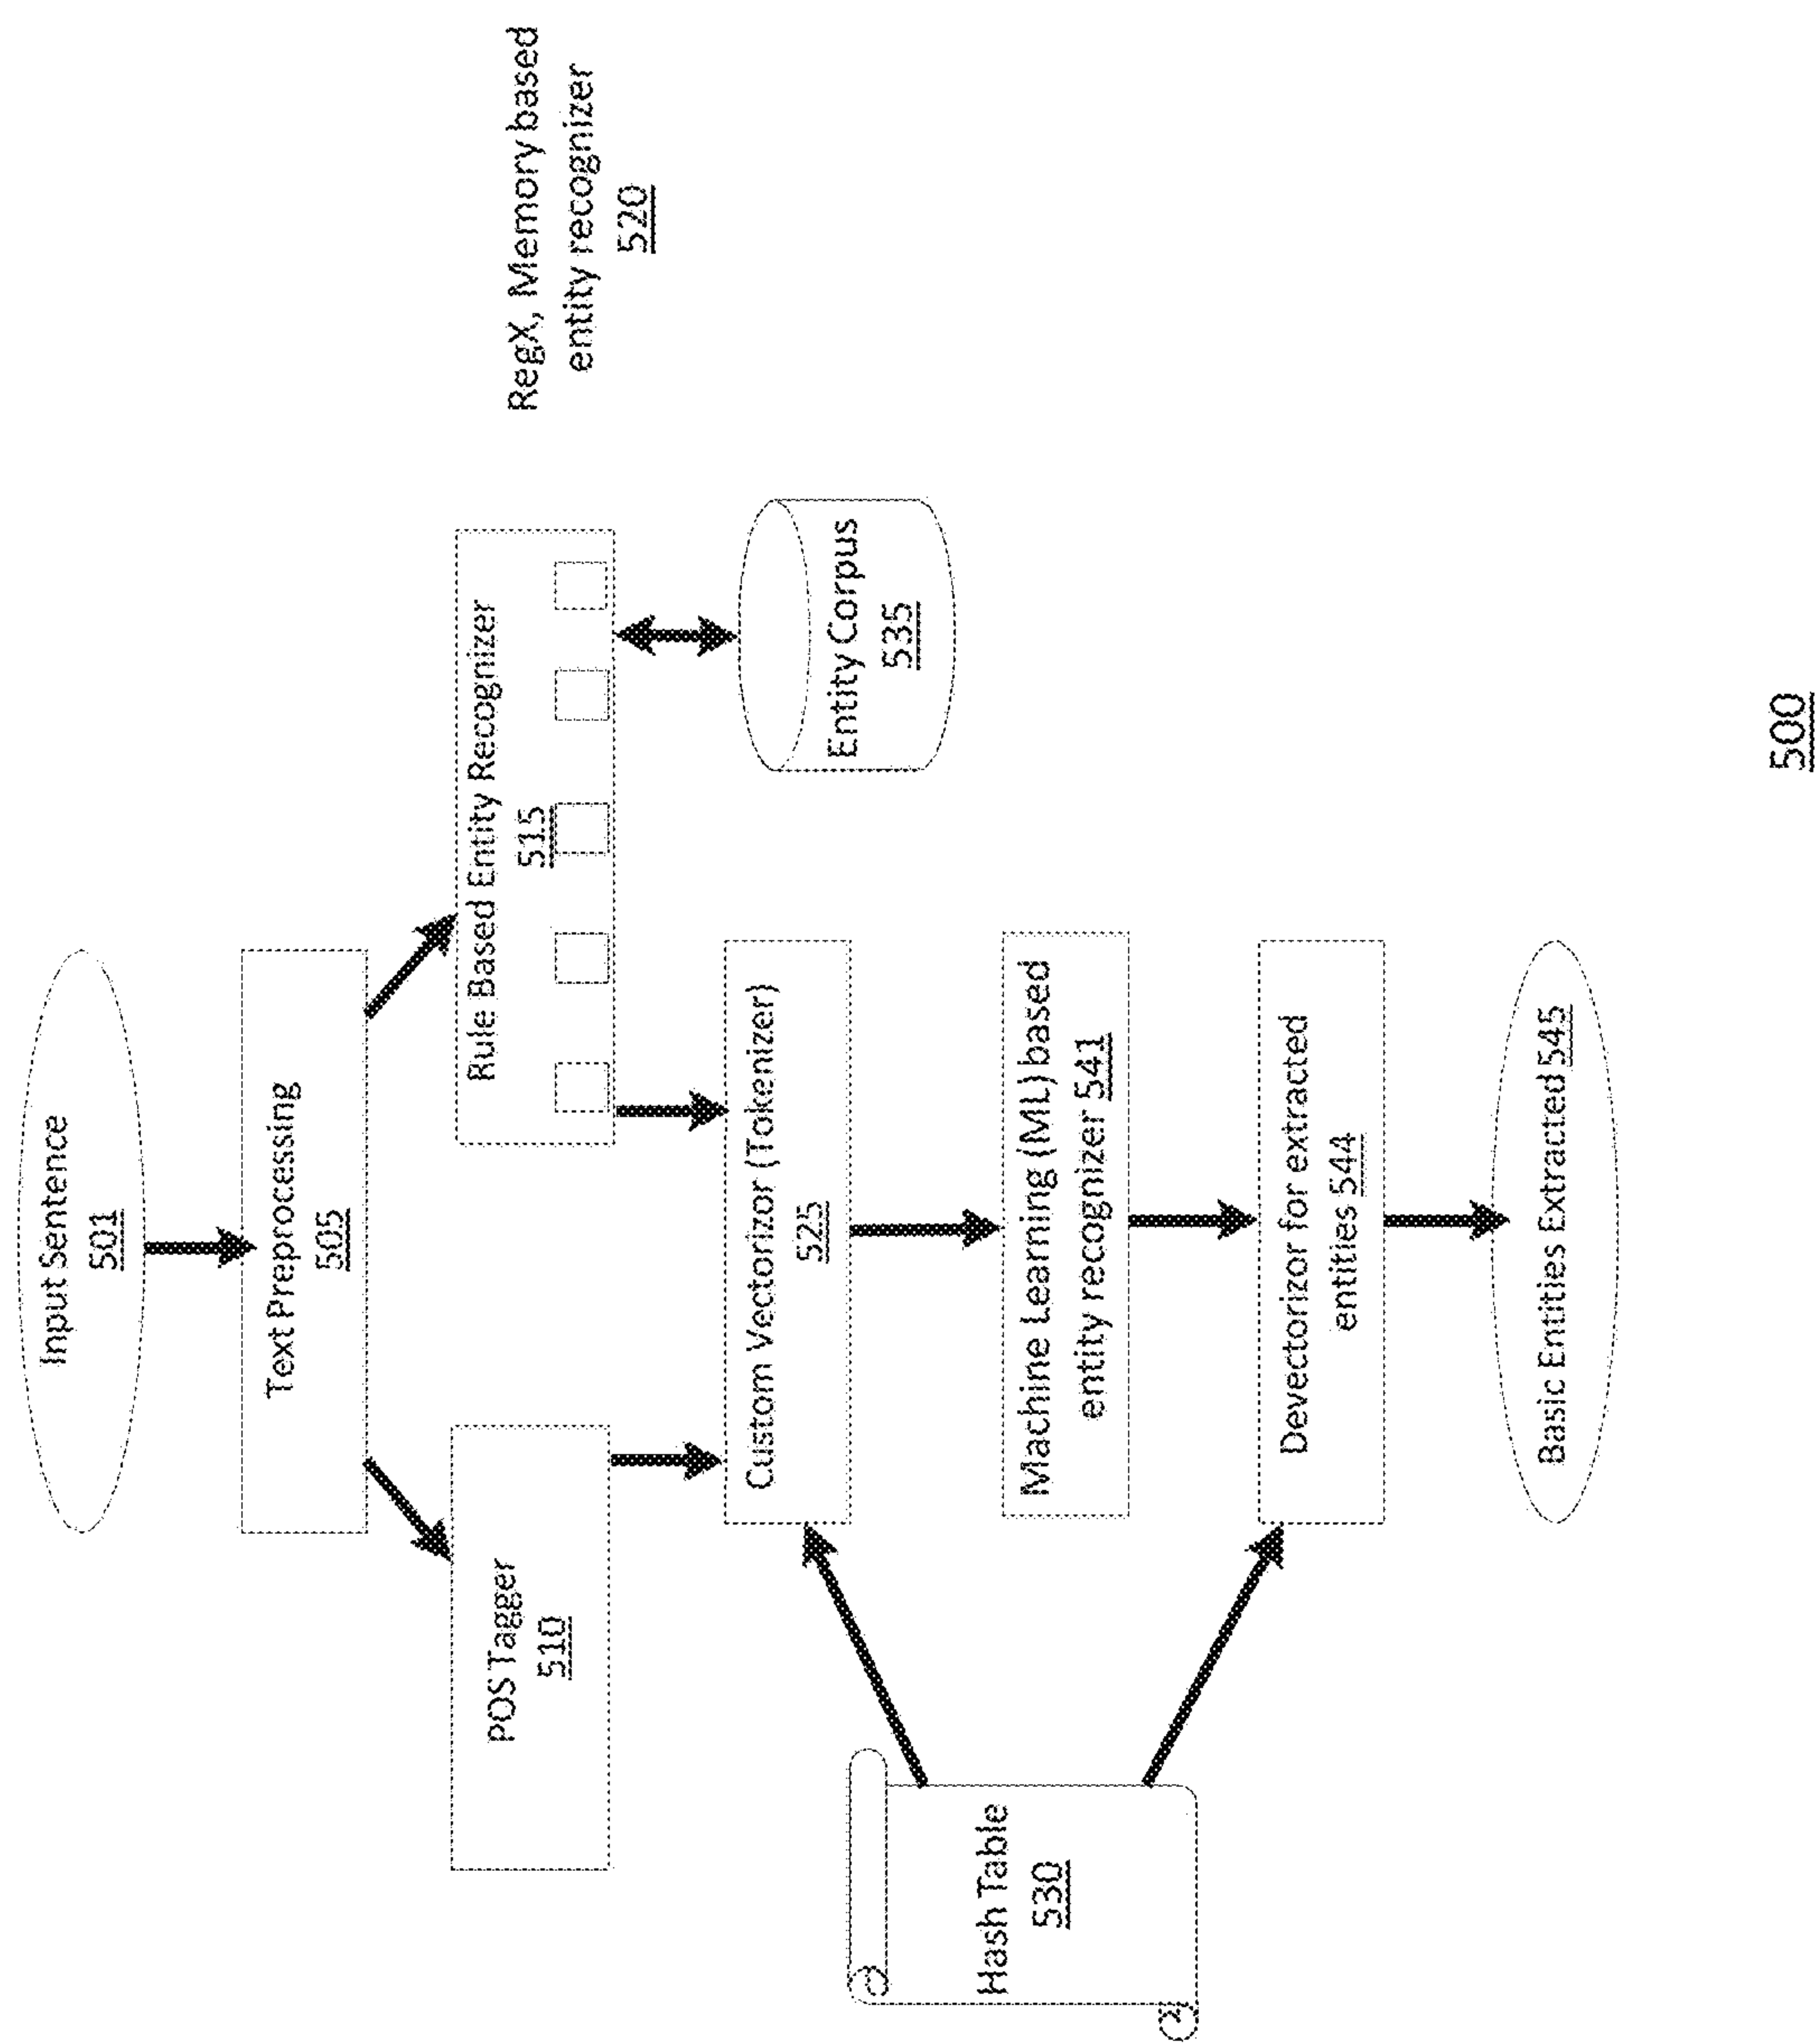 Input Sentence
501
Text Preprocessing
505
POS Tagger
510
Rule Based Entity Recognizer
515
RegX, Memory based
entity recognizer
520
Custom Vectorizor (Tokenizer)
525
Entity Corpus
535
Hash Table
530
Machine Learning (ML) based
entity recognizer 541
Devectorizor for extracted
entities 544
Basic Entities Extracted 545
500